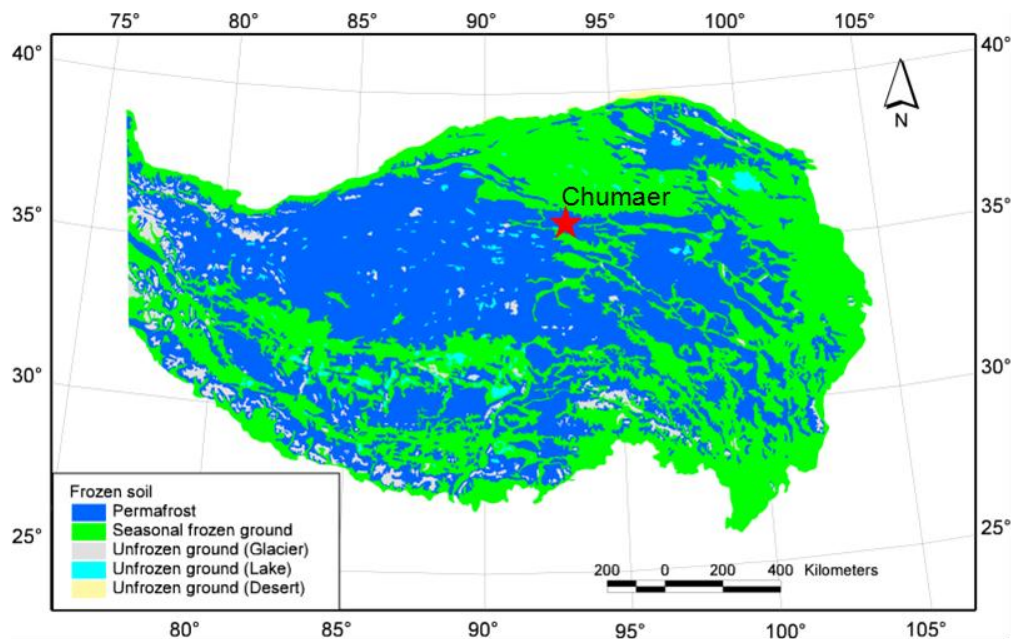 75° 80° 85° 90° 95° 100° 105°
40° 40°
N
Chumaer
35° 35°
30° 30°
25° 25°
Frozen soil
Permafrost
Seasonal frozen ground
Unfrozen ground (Glacier)
Unfrozen ground (Lake)
Unfrozen ground (Desert)
200 0 200 400 Kilometers
80° 85° 90° 95° 100° 105°